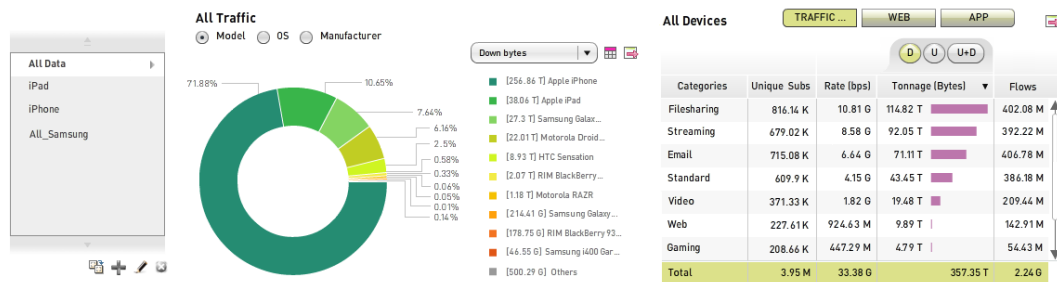 All Data
iPad
iPhone
All_Samsung
All Traffic
Model OS Manufacturer
Down bytes
71.88%
10.65%
7.64%
6.16%
2.5%
0.58%
0.33%
0.06%
0.05%
0.01%
0.14%
[256.86 T] Apple iPhone
[38.06 T] Apple iPad
[27.3 T] Samsung Galax...
[22.01 T] Motorola Droid...
[8.93 T] HTC Sensation
[2.07 T] RIM BlackBerry...
[1.18 T] Motorola RAZR
[214.41 G] Samsung Galaxy...
[178.75 G] RIM BlackBerry 93...
[46.55 G] Samsung i400 Gar...
[500.29 G] Others
All Devices TRAFFIC ... WEB APP
D U U+D
Categories Unique Subs Rate (bps) Tonnage (Bytes) Flows
Filesharing 816.14 K 10.81 G 114.82 T 402.08 M
Streaming 679.02 K 8.58 G 92.05 T 392.22 M
Email 715.08 K 6.64 G 71.11 T 406.78 M
Standard 609.9 K 4.15 G 43.45 T 386.18 M
Video 371.33 K 1.82 G 19.48 T 209.44 M
Web 227.61 K 924.63 M 9.89 T 142.91 M
Gaming 208.66 K 447.29 M 4.79 T 54.43 M
Total 3.95 M 33.38 G 357.35 T 2.24 G